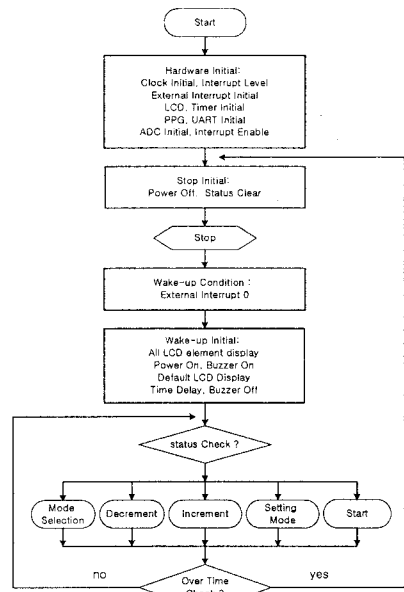 Start
Hardware Initial:
Clock Initial, Interrupt Level
External Interrupt Initial
LCD, Timer Initial
PPG, UART Initial
ADC Initial, Interrupt Enable
Stop Initial:
Power Off, Status Clear
Stop
Wake-up Condition :
External Interrupt 0
Wake-up Initial:
All LCD element display
Power On, Buzzer On
Default LCD Display
Time Delay, Buzzer Off
status Check ?
Mode Selection
Decrement
Increment
Setting Mode
Start
no
Over Time
yes